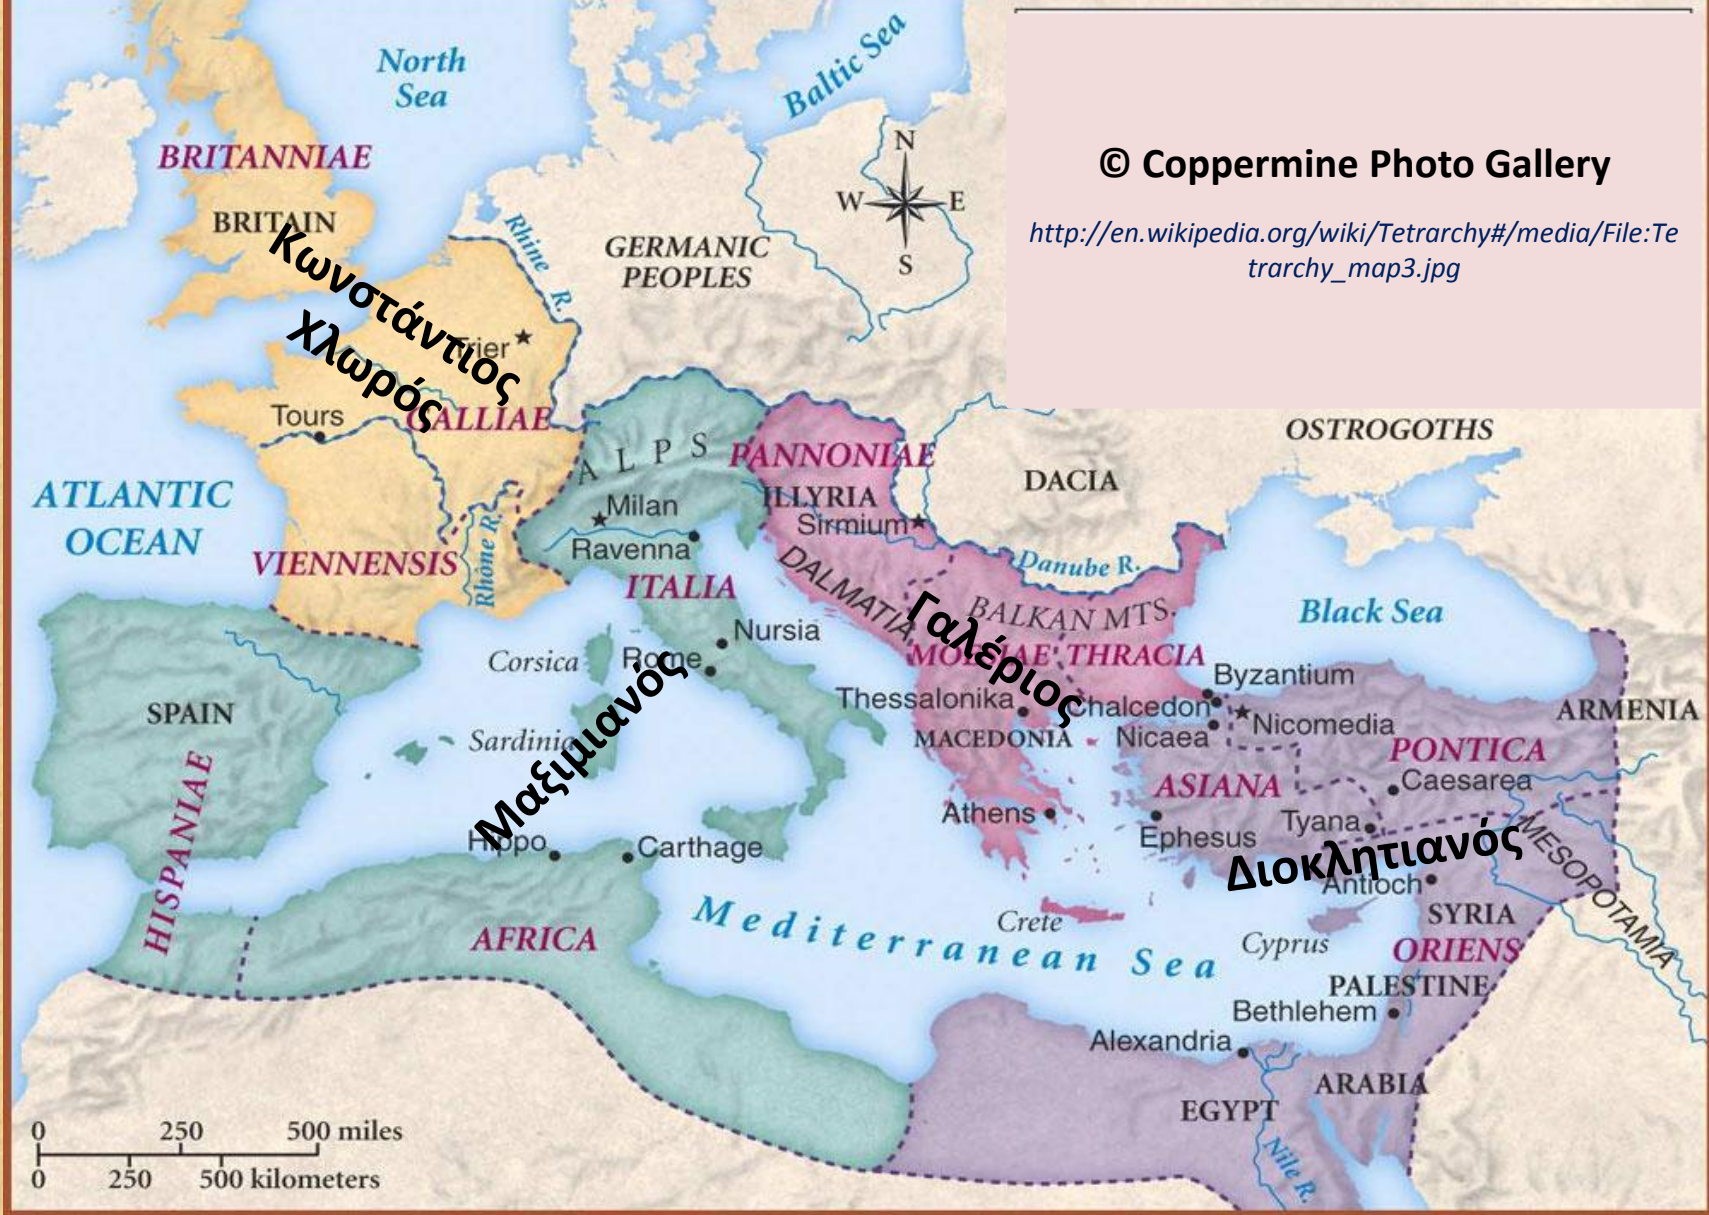 North
Sea
Baltic Sea
© Coppermine Photo Gallery
http://en.wikipedia.org/wiki/Tetrarchy#/media/File:Te
trarchy_map3.jpg
N
W E
S
BRITANNIAE
BRITAIN
Κωνστάντιος
Χλωρός
Rhine R.
GERMANIC
PEOPLES
Trier
Tours
GALLIAE
ALPS
PANNONIAE
OSTROGOTHS
DACIA
ATLANTIC
OCEAN
Milan
ILLYRIA
Sirmium
Ravenna
VIENNENSIS
Rhône R.
ITALIA
DALMATIA
Danube R.
BALKAN MTS.
Black Sea
Γαλέριος
Nursia
Corsica
Rome
MOESIAE
THRACIA
Byzantium
Μαξιμιανός
Thessalonika
Chalcedon
Nicomedia
ARMENIA
SPAIN
Sardinia
MACEDONIA
Nicaea
PONTICA
HISPANIAE
ASIANA
Caesarea
Athens
Ephesus
Tyana
Διοκλητιανός
MESOPOTAMIA
Hippo
Carthage
Antioch
AFRICA
Mediterranean Sea
Crete
Cyprus
SYRIA
ORIENS
PALESTINE
Bethlehem
Alexandria
ARABIA
EGYPT
Nile R.
0 250 500 miles
0 250 500 kilometers